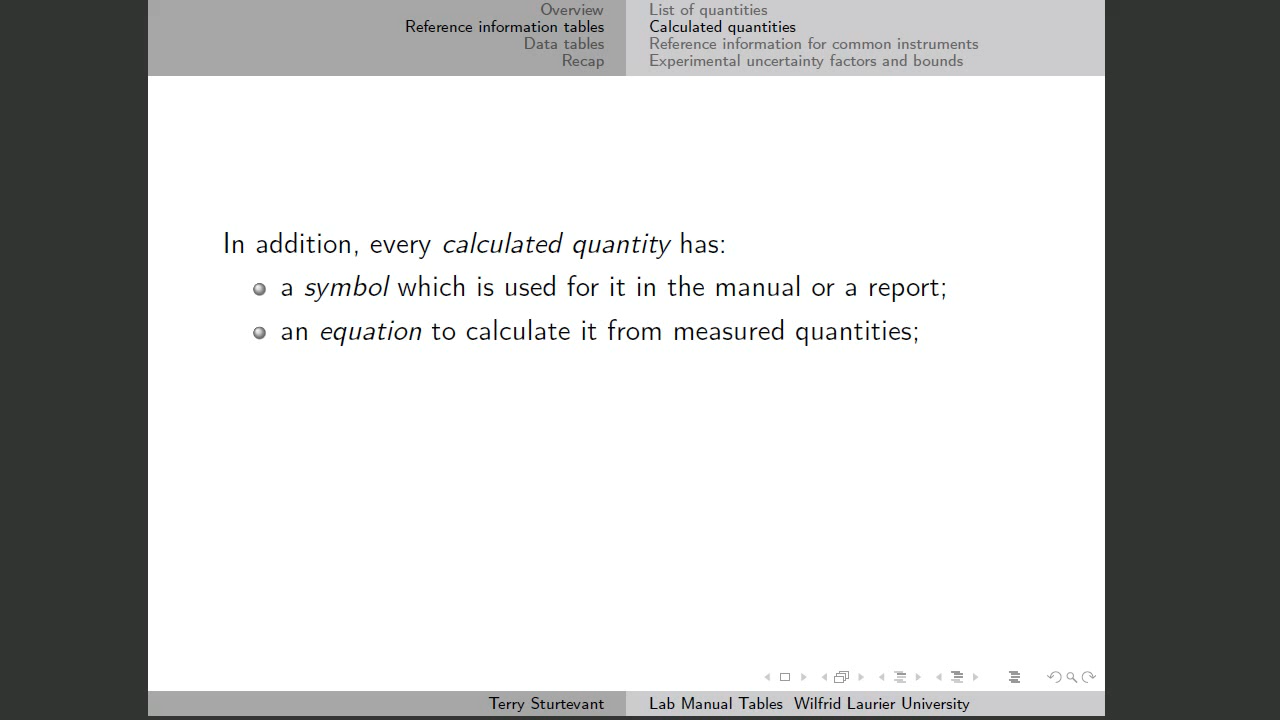 Overview
Reference information tables
Data tables
Recap
List of quantities
Calculated quantities
Reference information for common instruments
Experimental uncertainty factors and bounds
In addition, every calculated quantity has:
a symbol which is used for it in the manual or a report;
an equation to calculate it from measured quantities;
Terry Sturtevant
Lab Manual Tables Wilfrid Laurier University